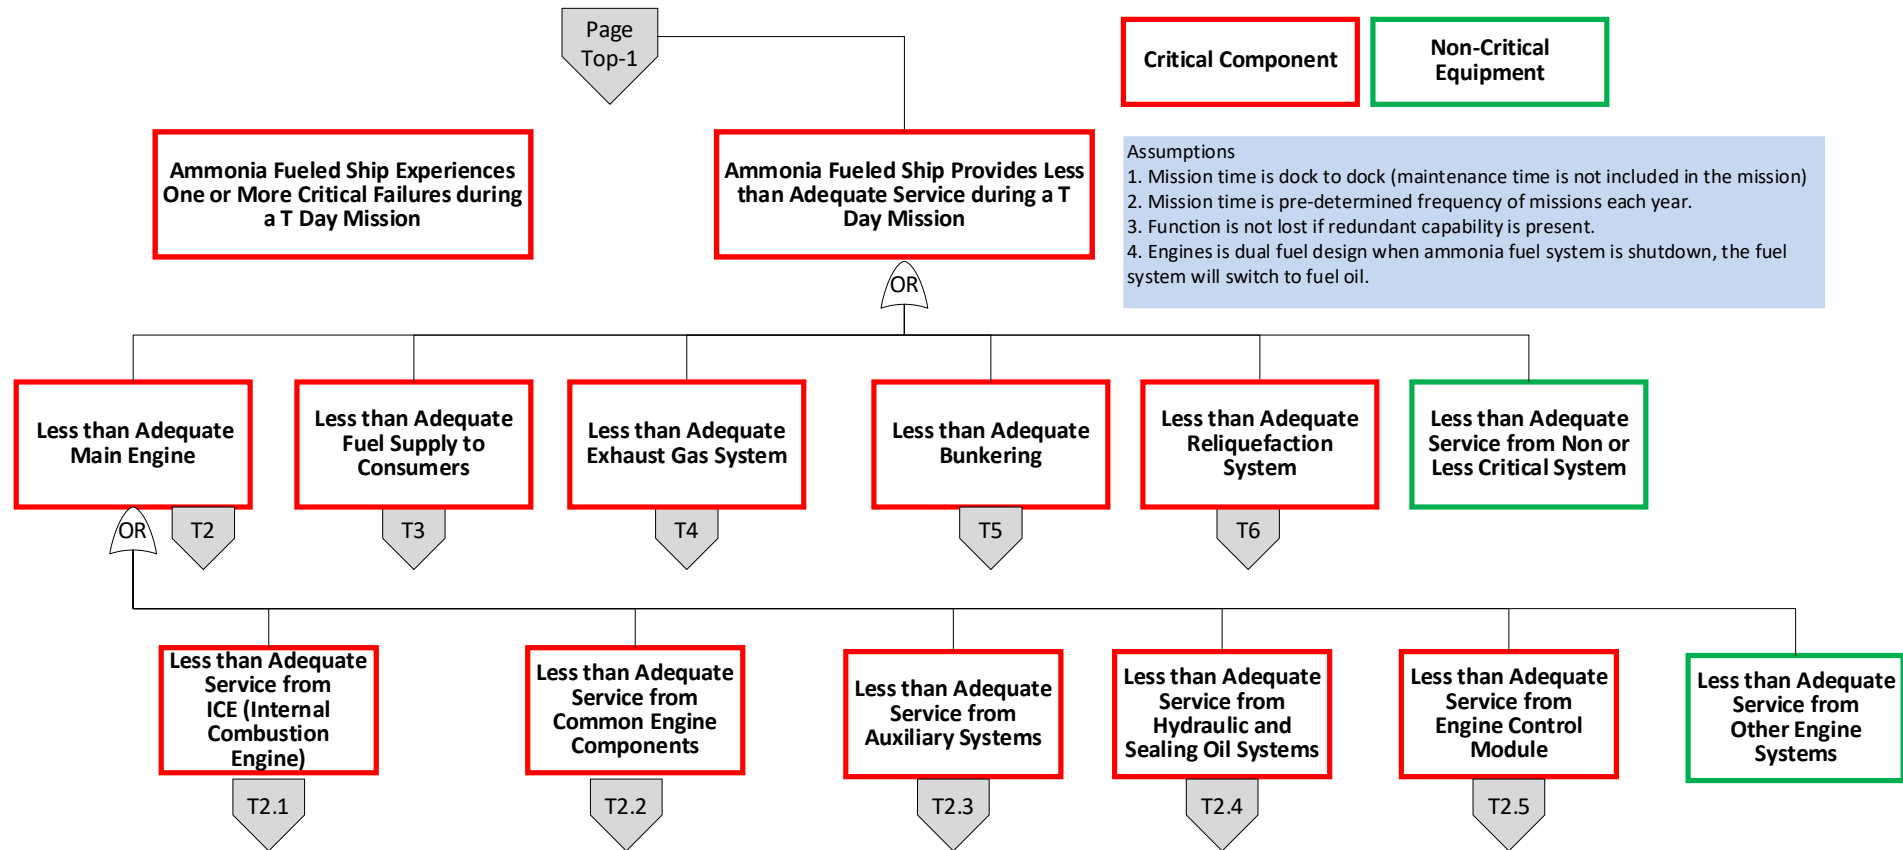 Page
Top-1
Critical Component
Non-Critical
Equipment
Ammonia Fueled Ship Experiences
One or More Critical Failures during
a T Day Mission
Ammonia Fueled Ship Provides Less
than Adequate Service during a T
Day Mission
Assumptions
1. Mission time is dock to dock (maintenance time is not included in the mission)
2. Mission time is pre-determined frequency of missions each year.
3. Function is not lost if redundant capability is present.
4. Engines is dual fuel design when ammonia fuel system is shutdown, the fuel
system will switch to fuel oil.
OR
Less than Adequate
Main Engine
Less than Adequate
Fuel Supply to
Consumers
Less than Adequate
Exhaust Gas System
Less than Adequate
Bunkering
Less than Adequate
Reliquefaction
System
Less than Adequate
Service from Non or
Less Critical System
OR
T2
T3
T4
T5
T6
Less than Adequate
Service from
ICE (Internal
Combustion
Engine)
Less than Adequate
Service from
Common Engine
Components
Less than Adequate
Service from
Auxiliary Systems
Less than Adequate
Service from
Hydraulic and
Sealing Oil Systems
Less than Adequate
Service from
Engine Control
Module
Less than Adequate
Service from
Other Engine
Systems
T2.1
T2.2
T2.3
T2.4
T2.5